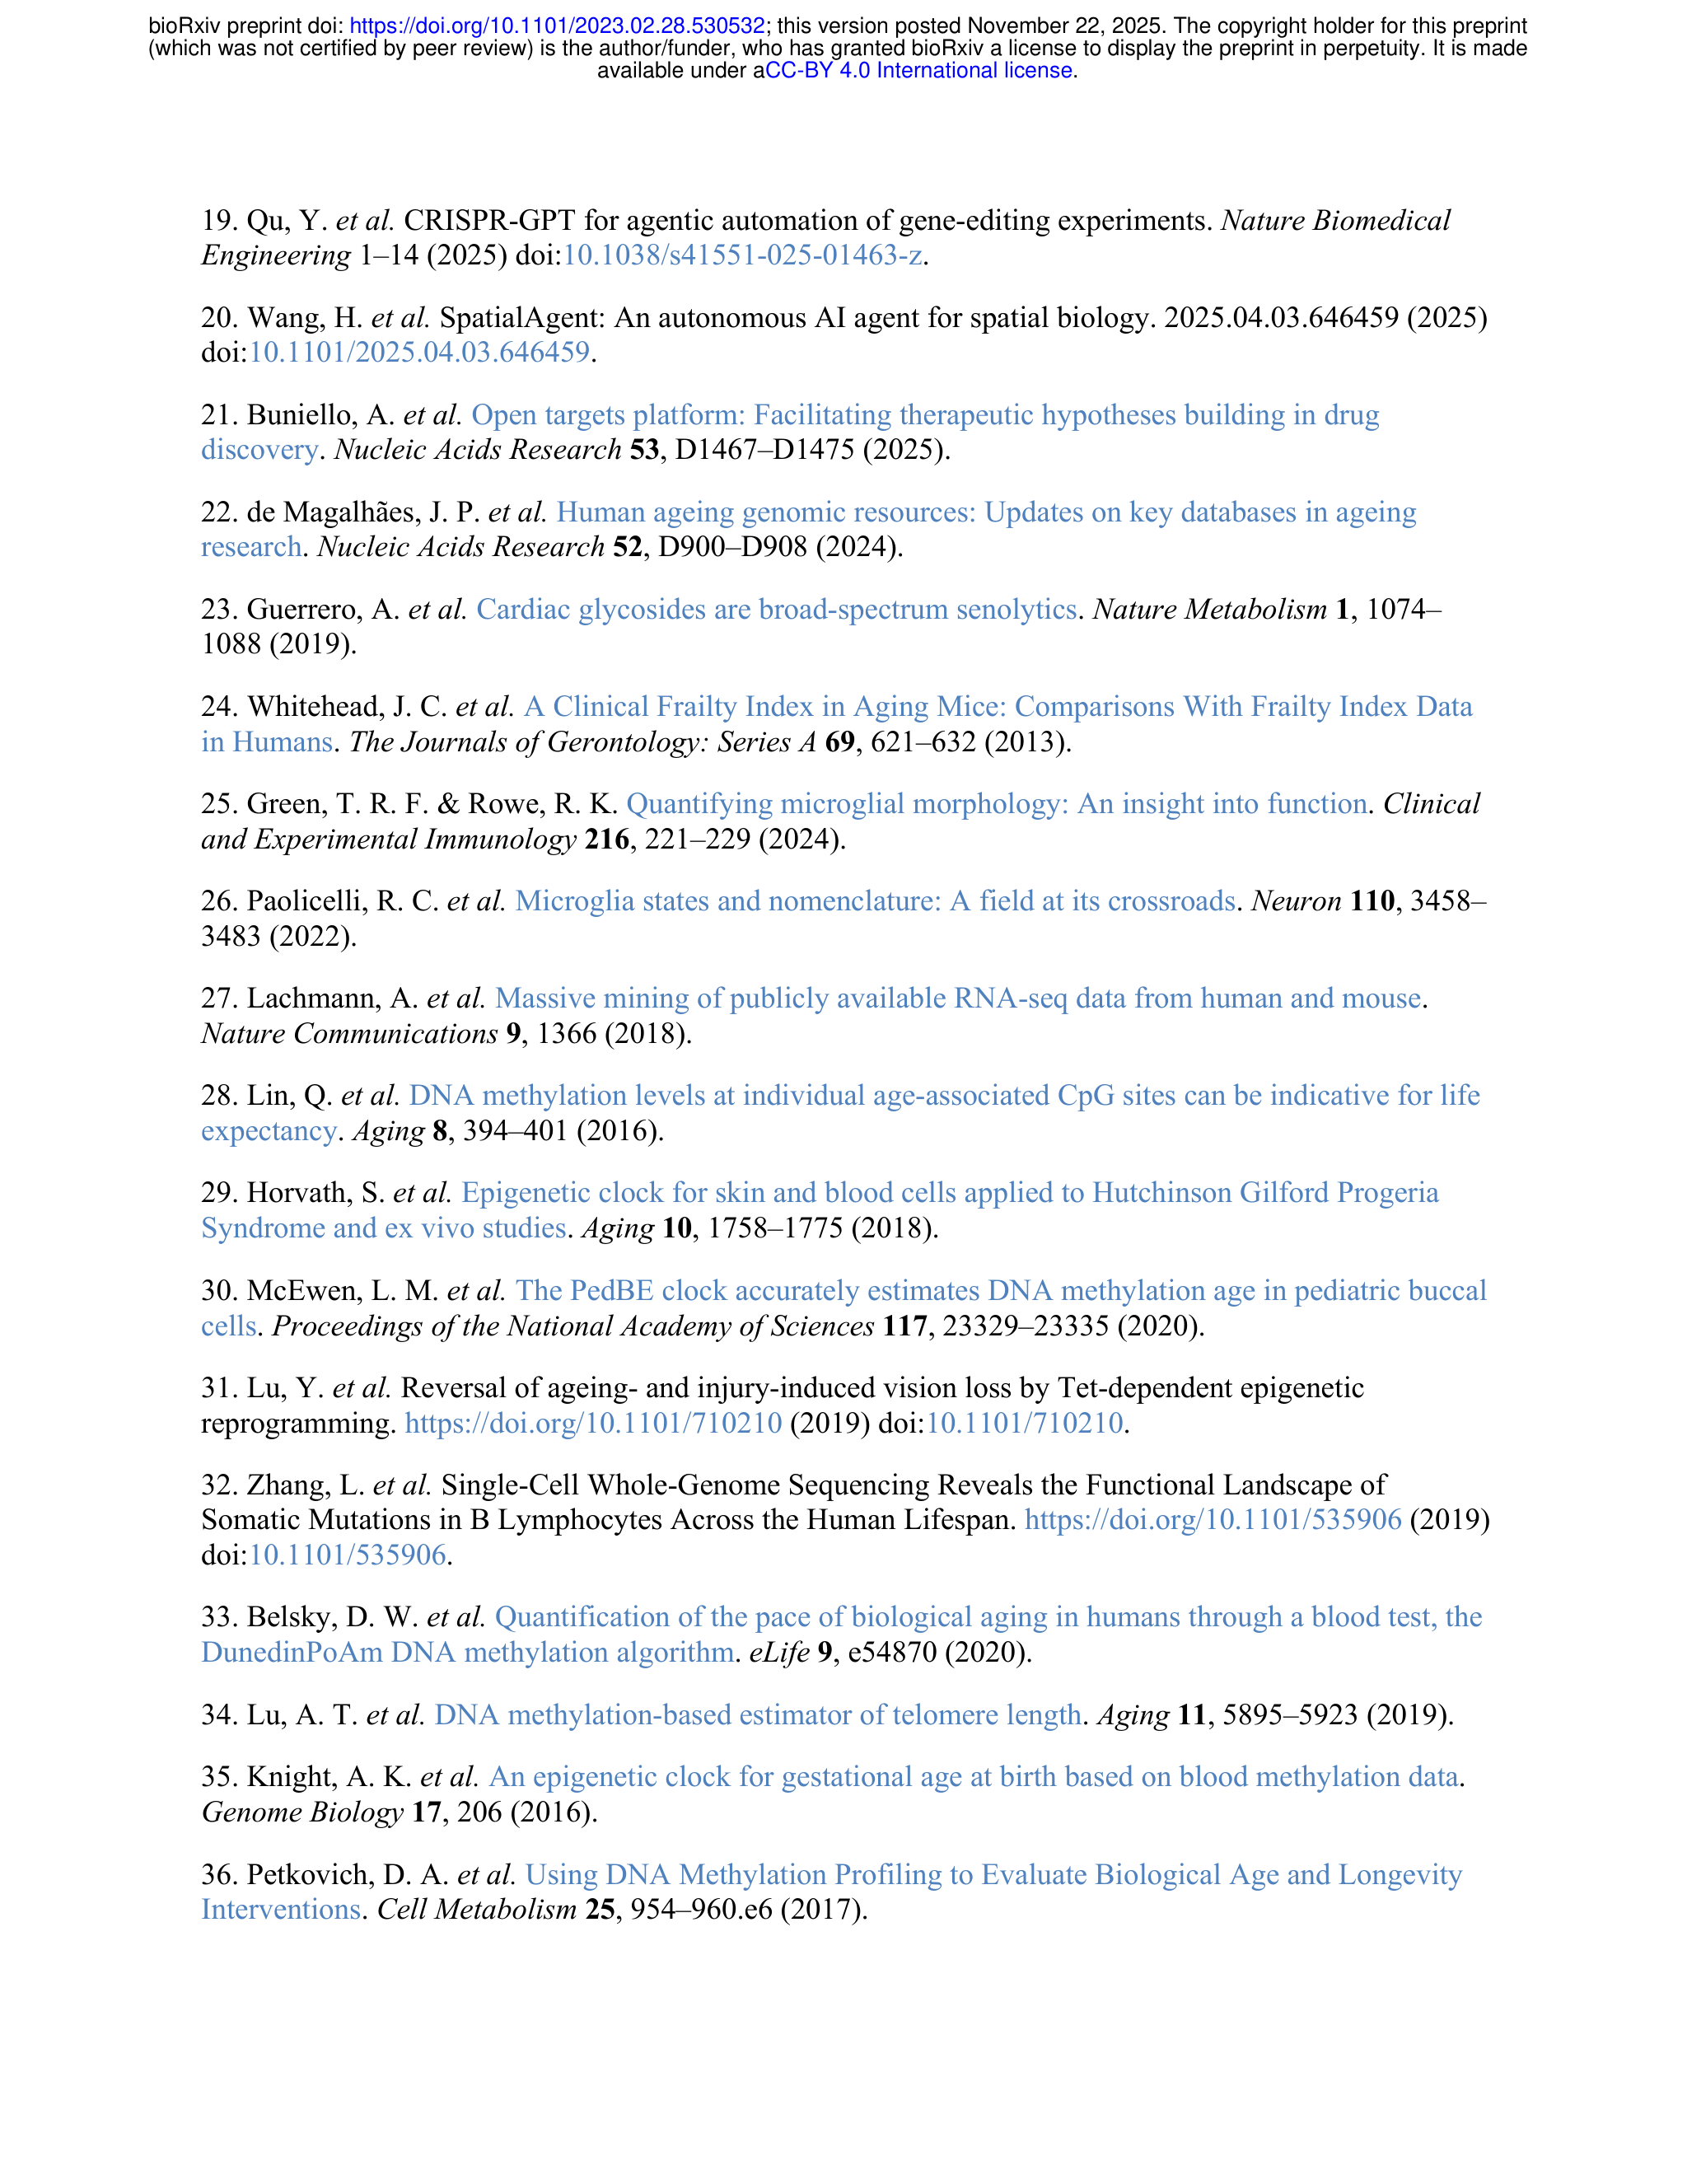 bioRxiv preprint doi: https://doi.org/10.1101/2023.02.28.530532; this version posted November 22, 2025. The copyright holder for this preprint
(which was not certified by peer review) is the author/funder, who has granted bioRxiv a license to display the preprint in perpetuity. It is made
available under aCC-BY 4.0 International license.
19. Qu, Y. et al. CRISPR-GPT for agentic automation of gene-editing experiments. Nature Biomedical
Engineering 1–14 (2025) doi:10.1038/s41551-025-01463-z.
20. Wang, H. et al. SpatialAgent: An autonomous AI agent for spatial biology. 2025.04.03.646459 (2025)
doi:10.1101/2025.04.03.646459.
21. Buniello, A. et al. Open targets platform: Facilitating therapeutic hypotheses building in drug
discovery. Nucleic Acids Research 53, D1467–D1475 (2025).
22. de Magalhães, J. P. et al. Human ageing genomic resources: Updates on key databases in ageing
research. Nucleic Acids Research 52, D900–D908 (2024).
23. Guerrero, A. et al. Cardiac glycosides are broad-spectrum senolytics. Nature Metabolism 1, 1074–
1088 (2019).
24. Whitehead, J. C. et al. A Clinical Frailty Index in Aging Mice: Comparisons With Frailty Index Data
in Humans. The Journals of Gerontology: Series A 69, 621–632 (2013).
25. Green, T. R. F. & Rowe, R. K. Quantifying microglial morphology: An insight into function. Clinical
and Experimental Immunology 216, 221–229 (2024).
26. Paolicelli, R. C. et al. Microglia states and nomenclature: A field at its crossroads. Neuron 110, 3458–
3483 (2022).
27. Lachmann, A. et al. Massive mining of publicly available RNA-seq data from human and mouse.
Nature Communications 9, 1366 (2018).
28. Lin, Q. et al. DNA methylation levels at individual age-associated CpG sites can be indicative for life
expectancy. Aging 8, 394–401 (2016).
29. Horvath, S. et al. Epigenetic clock for skin and blood cells applied to Hutchinson Gilford Progeria
Syndrome and ex vivo studies. Aging 10, 1758–1775 (2018).
30. McEwen, L. M. et al. The PedBE clock accurately estimates DNA methylation age in pediatric buccal
cells. Proceedings of the National Academy of Sciences 117, 23329–23335 (2020).
31. Lu, Y. et al. Reversal of ageing- and injury-induced vision loss by Tet-dependent epigenetic
reprogramming. https://doi.org/10.1101/710210 (2019) doi:10.1101/710210.
32. Zhang, L. et al. Single-Cell Whole-Genome Sequencing Reveals the Functional Landscape of
Somatic Mutations in B Lymphocytes Across the Human Lifespan. https://doi.org/10.1101/535906 (2019)
doi:10.1101/535906.
33. Belsky, D. W. et al. Quantification of the pace of biological aging in humans through a blood test, the
DunedinPoAm DNA methylation algorithm. eLife 9, e54870 (2020).
34. Lu, A. T. et al. DNA methylation-based estimator of telomere length. Aging 11, 5895–5923 (2019).
35. Knight, A. K. et al. An epigenetic clock for gestational age at birth based on blood methylation data.
Genome Biology 17, 206 (2016).
36. Petkovich, D. A. et al. Using DNA Methylation Profiling to Evaluate Biological Age and Longevity
Interventions. Cell Metabolism 25, 954–960.e6 (2017).